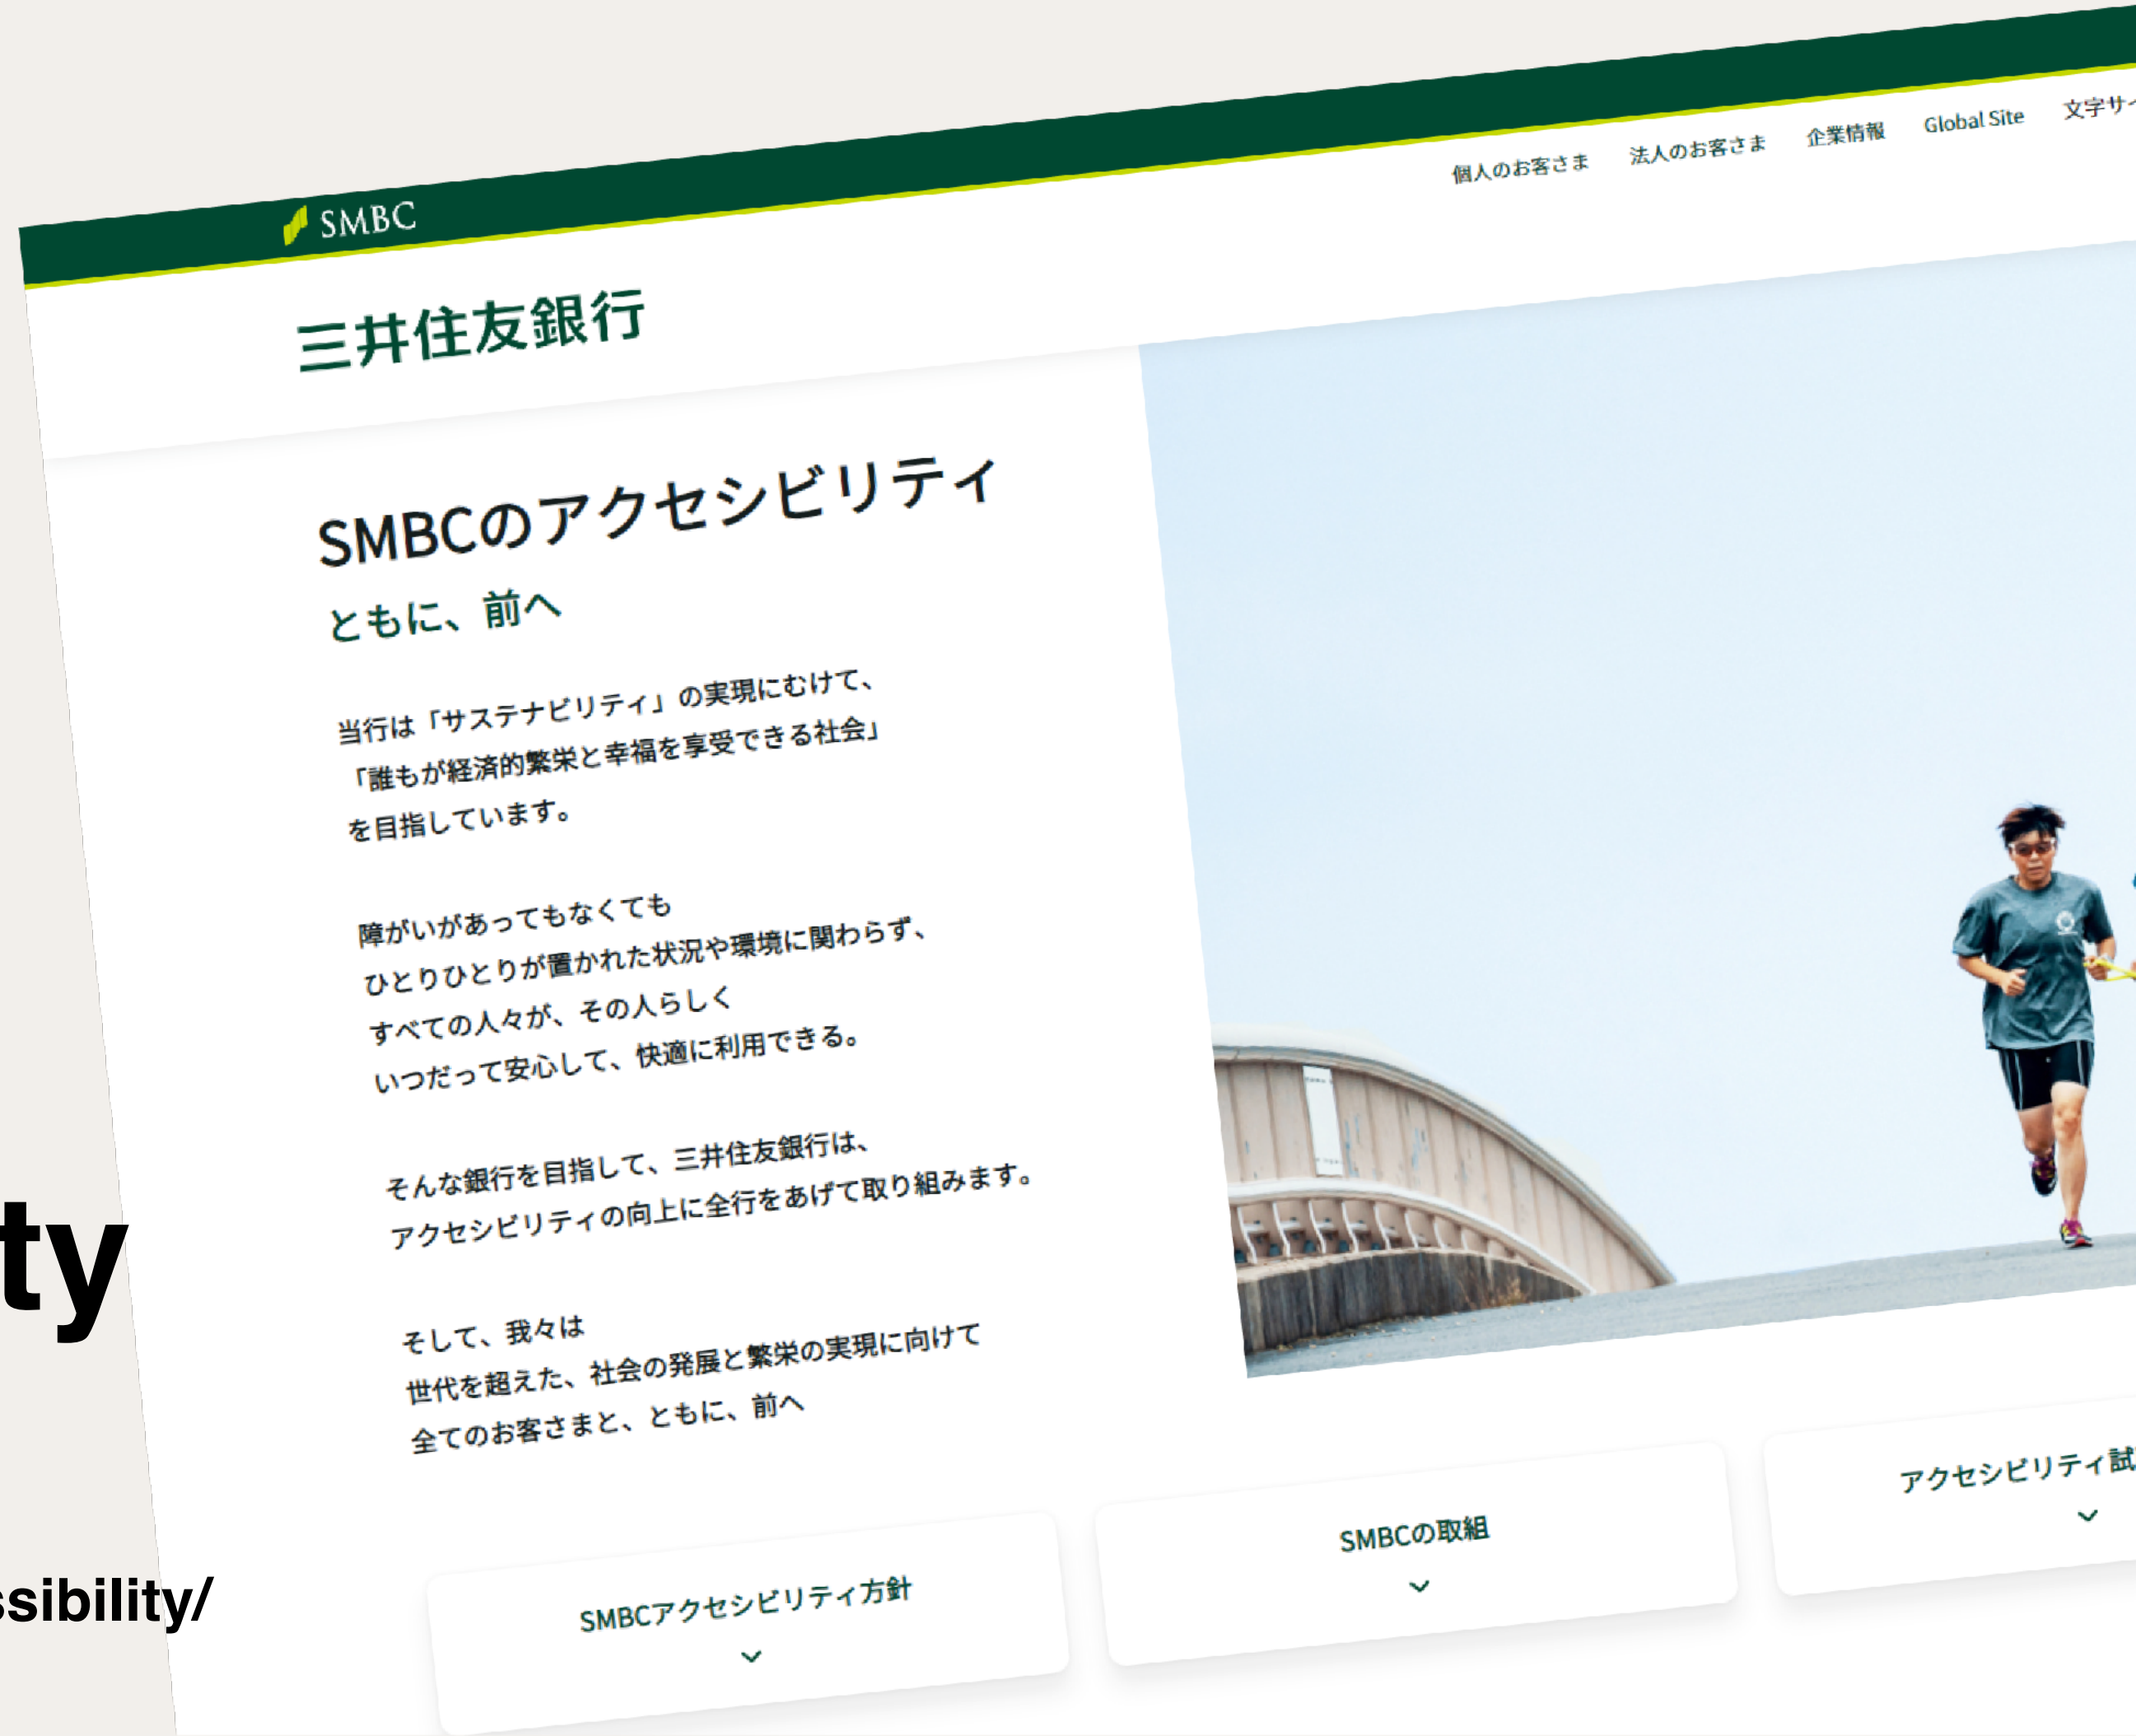 SMBC
個人のお客さま 法人のお客さま 企業情報 Global Site 文字サ
三井住友銀行
SMBCのアクセシビリティ
ともに、前へ
当行は「サステナビリティ」の実現にむけて、
「誰もが経済的繁栄と幸福を享受できる社会」
を目指しています。
障がいがあってもなくても
ひとりひとりが置かれた状況や環境に関わらず、
すべての人々が、その人らしく
いつだって安心して、快適に利用できる。
そんな銀行を目指して、三井住友銀行は、
アクセシビリティの向上に全行をあげて取り組みます。
そして、我々は
世代を超えた、社会の発展と繁栄の実現に向けて
全てのお客さまと、ともに、前へ
SMBCアクセシビリティ方針
SMBCの取組
アクセシビリティ試
ty
ssibility/